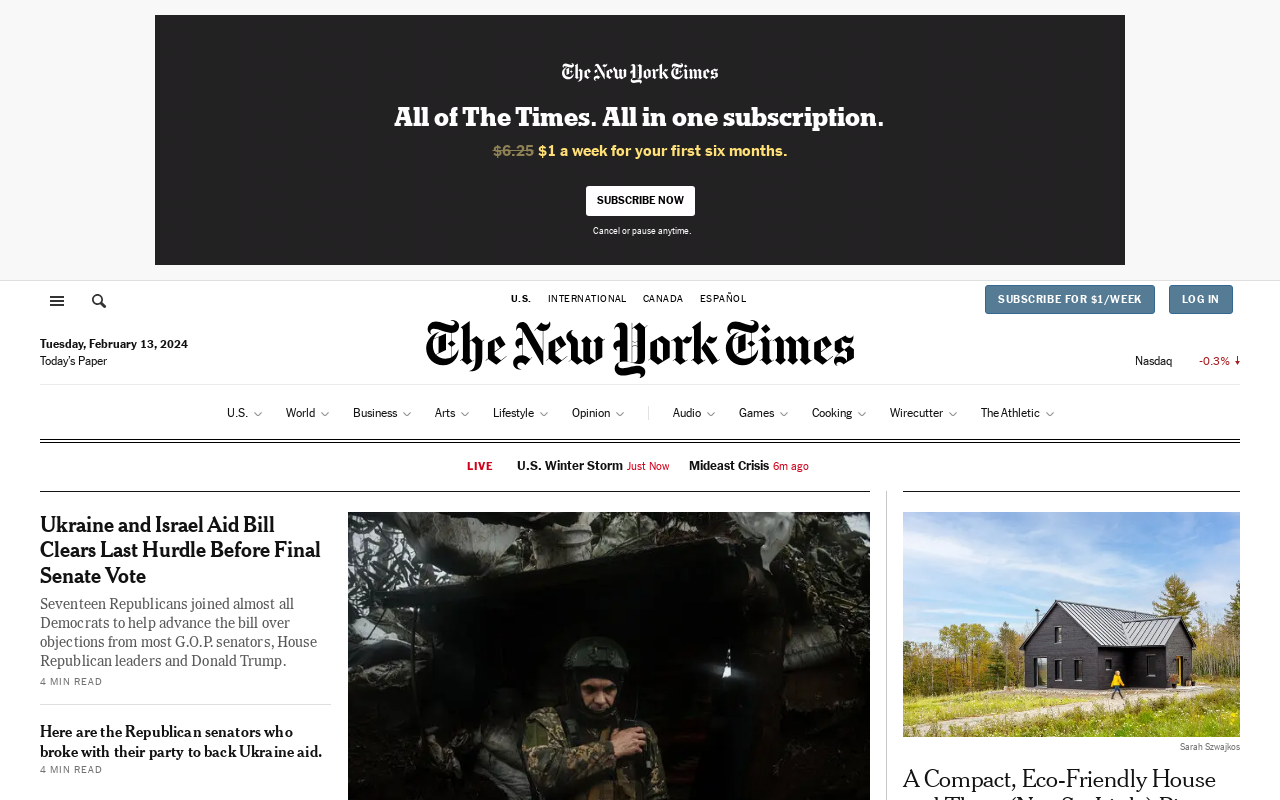 The New York Times
All of The Times. All in one subscription.
$6.25 $1 a week for your first six months.
SUBSCRIBE NOW
Cancel or pause anytime.
U.S. INTERNATIONAL CANADA ESPAÑOL
SUBSCRIBE FOR $1/WEEK LOG IN
Tuesday, February 13, 2024
Today's Paper
The New York Times
Nasdaq -0.3%
U.S. World Business Arts Lifestyle Opinion Audio Games Cooking Wirecutter The Athletic
LIVE U.S. Winter Storm Just Now Mideast Crisis 6m ago
Ukraine and Israel Aid Bill
Clears Last Hurdle Before Final
Senate Vote
Seventeen Republicans joined almost all
Democrats to help advance the bill over
objections from most G.O.P. senators, House
Republican leaders and Donald Trump.
4 MIN READ
Here are the Republican senators who
broke with their party to back Ukraine aid.
4 MIN READ
Sarah Szwajkos
A Compact, Eco-Friendly House